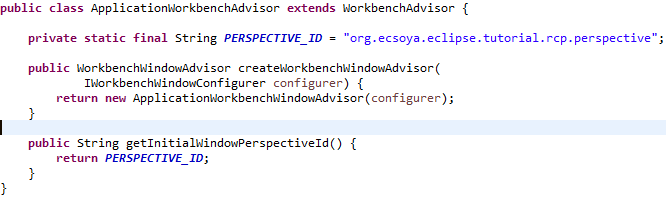 public class ApplicationWorkbenchAdvisor extends WorkbenchAdvisor {
private static final String PERSPECTIVE_ID = "org.ecsoya.eclipse.tutorial.rcp.perspective";
public WorkbenchWindowAdvisor createWorkbenchWindowAdvisor(
IWorkbenchWindowConfigurer configurer) {
return new ApplicationWorkbenchWindowAdvisor(configurer);
}
public String getInitialWindowPerspectiveId() {
return PERSPECTIVE_ID;
}
}